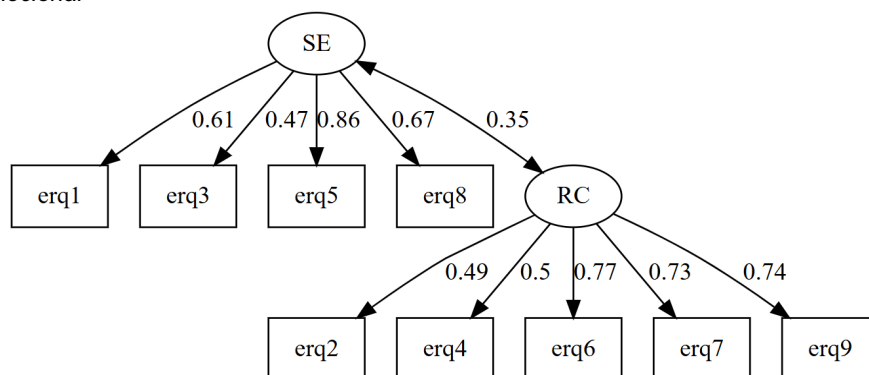 SE
0.61 0.47 0.86 0.67 0.35
erq1 erq3 erq5 erq8 RC
0.49 0.5 0.77 0.73 0.74
erq2 erq4 erq6 erq7 erq9